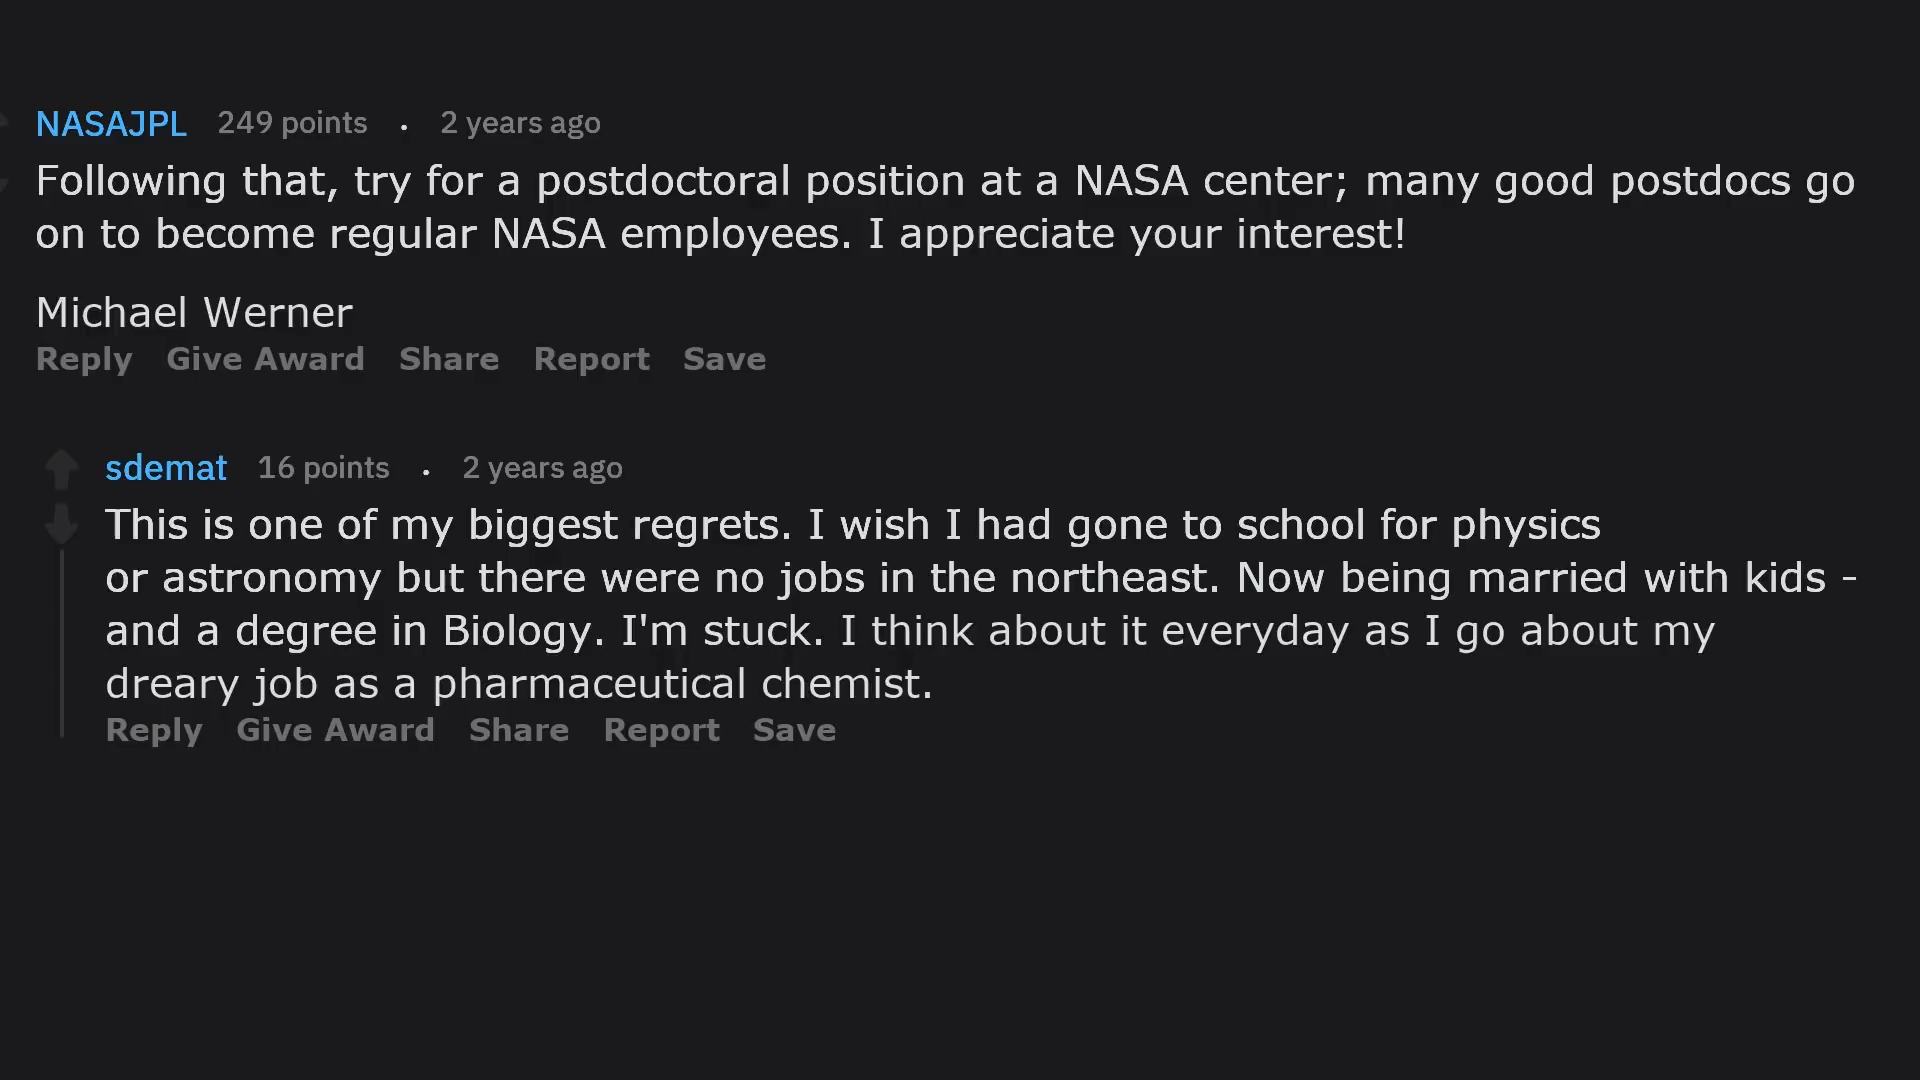 NASAJPL 249 points . 2 years ago
Following that, try for a postdoctoral position at a NASA center; many good postdocs go
on to become regular NASA employees. I appreciate your interest!
Michael Werner
Reply Give Award Share Report Save
sdemat 16 points . 2 years ago
This is one of my biggest regrets. I wish I had gone to school for physics
or astronomy but there were no jobs in the northeast. Now being married with kids -
and a degree in Biology. I'm stuck. I think about it everyday as I go about my
dreary job as a pharmaceutical chemist.
Reply Give Award Share Report Save